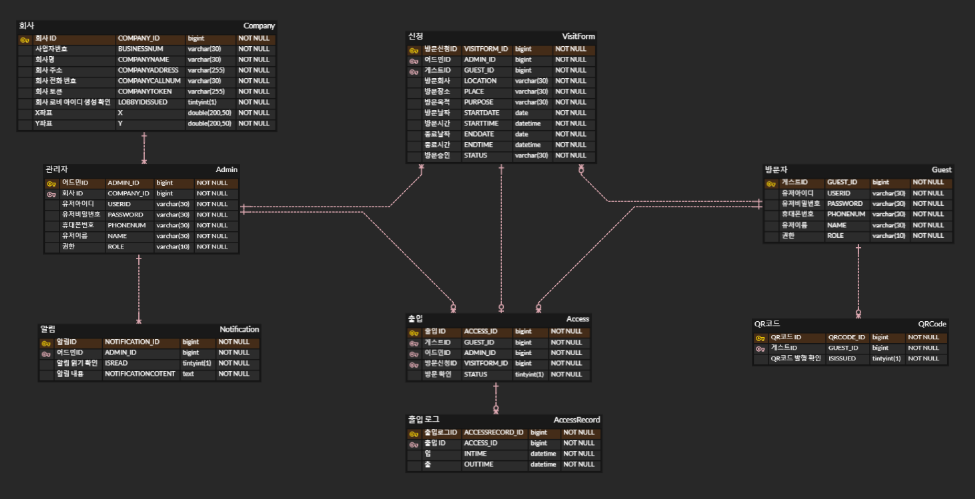 회사 Company
회사 ID COMPANY_ID bigint NOT NULL
사업자번호 BUSINESSNUM varchar(30) NOT NULL
회사명 COMPANYNAME varchar(30) NOT NULL
회사 주소 COMPANYADDRESS varchar(255) NOT NULL
회사 전화 번호 COMPANYCALLNUM varchar(30) NOT NULL
회사 토큰 COMPANYTOKEN varchar(255) NOT NULL
회사 로비 아이디 생성 확인 LOBBYIDISSUED tintyint(1) NOT NULL
X좌표 X double(200,50) NOT NULL
Y좌표 Y double(200,50) NOT NULL
신청 VisitForm
방문신청ID VISITFORM_ID bigint NOT NULL
어드민ID ADMIN_ID bigint NOT NULL
게스트ID GUEST_ID bigint NOT NULL
방문회사 LOCATION varchar(30) NOT NULL
방문장소 PLACE varchar(30) NOT NULL
방문목적 PURPOSE varchar(30) NOT NULL
방문날짜 STARTDATE date NOT NULL
방문시간 STARTTIME datetime NOT NULL
종료날짜 ENDDATE date NOT NULL
종료시간 ENDTIME datetime NOT NULL
방문승인 STATUS varchar(30) NOT NULL
관리자 Admin
어드민ID ADMIN_ID bigint NOT NULL
회사 ID COMPANY_ID bigint NOT NULL
유저아이디 USERID varchar(30) NOT NULL
유저비밀번호 PASSWORD varchar(30) NOT NULL
휴대폰번호 PHONENUM varchar(30) NOT NULL
유저이름 NAME varchar(30) NOT NULL
권한 ROLE varchar(10) NOT NULL
방문자 Guest
게스트ID GUEST_ID bigint NOT NULL
유저아이디 USERID varchar(30) NOT NULL
유저비밀번호 PASSWORD varchar(30) NOT NULL
휴대폰번호 PHONENUM varchar(30) NOT NULL
유저이름 NAME varchar(30) NOT NULL
권한 ROLE varchar(10) NOT NULL
알림 Notification
알림ID NOTIFICATION_ID bigint NOT NULL
어드민ID ADMIN_ID bigint NOT NULL
알림 읽기 확인 ISREAD tintyint(1) NOT NULL
알림 내용 NOTIFICATIONCOTENT text NOT NULL
출입 Access
출입 ID ACCESS_ID bigint NOT NULL
게스트ID GUEST_ID bigint NOT NULL
어드민ID ADMIN_ID bigint NOT NULL
방문신청ID VISITFORM_ID bigint NOT NULL
방문 확인 STATUS tintyint(1) NOT NULL
QR코드 QRCode
QR코드 ID QRCODE_ID bigint NOT NULL
게스트ID GUEST_ID bigint NOT NULL
QR코드 발행 확인 ISISSUED tintyint(1) NOT NULL
출입 로그 AccessRecord
출입로그ID ACCESSRECORD_ID bigint NOT NULL
출입 ID ACCESS_ID bigint NOT NULL
입 INTIME datetime NOT NULL
출 OUTTIME datetime NOT NULL